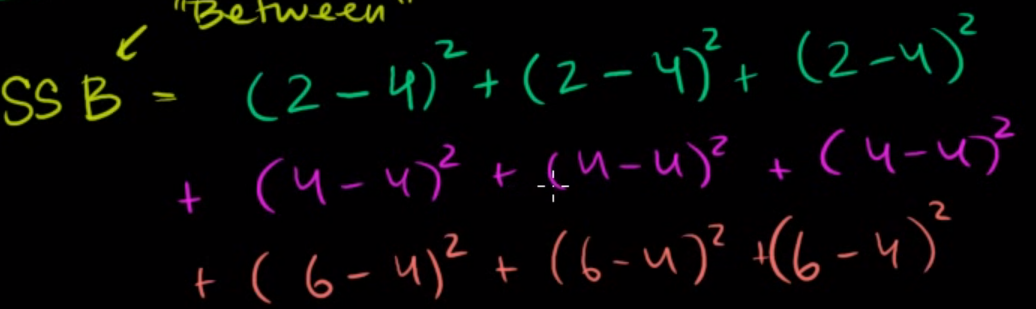 "Between"
SSB = (2-4)² + (2-4)² + (2-4)²
+ (4-4)² + (4-4)² + (4-4)²
+ (6-4)² + (6-4)² + (6-4)²